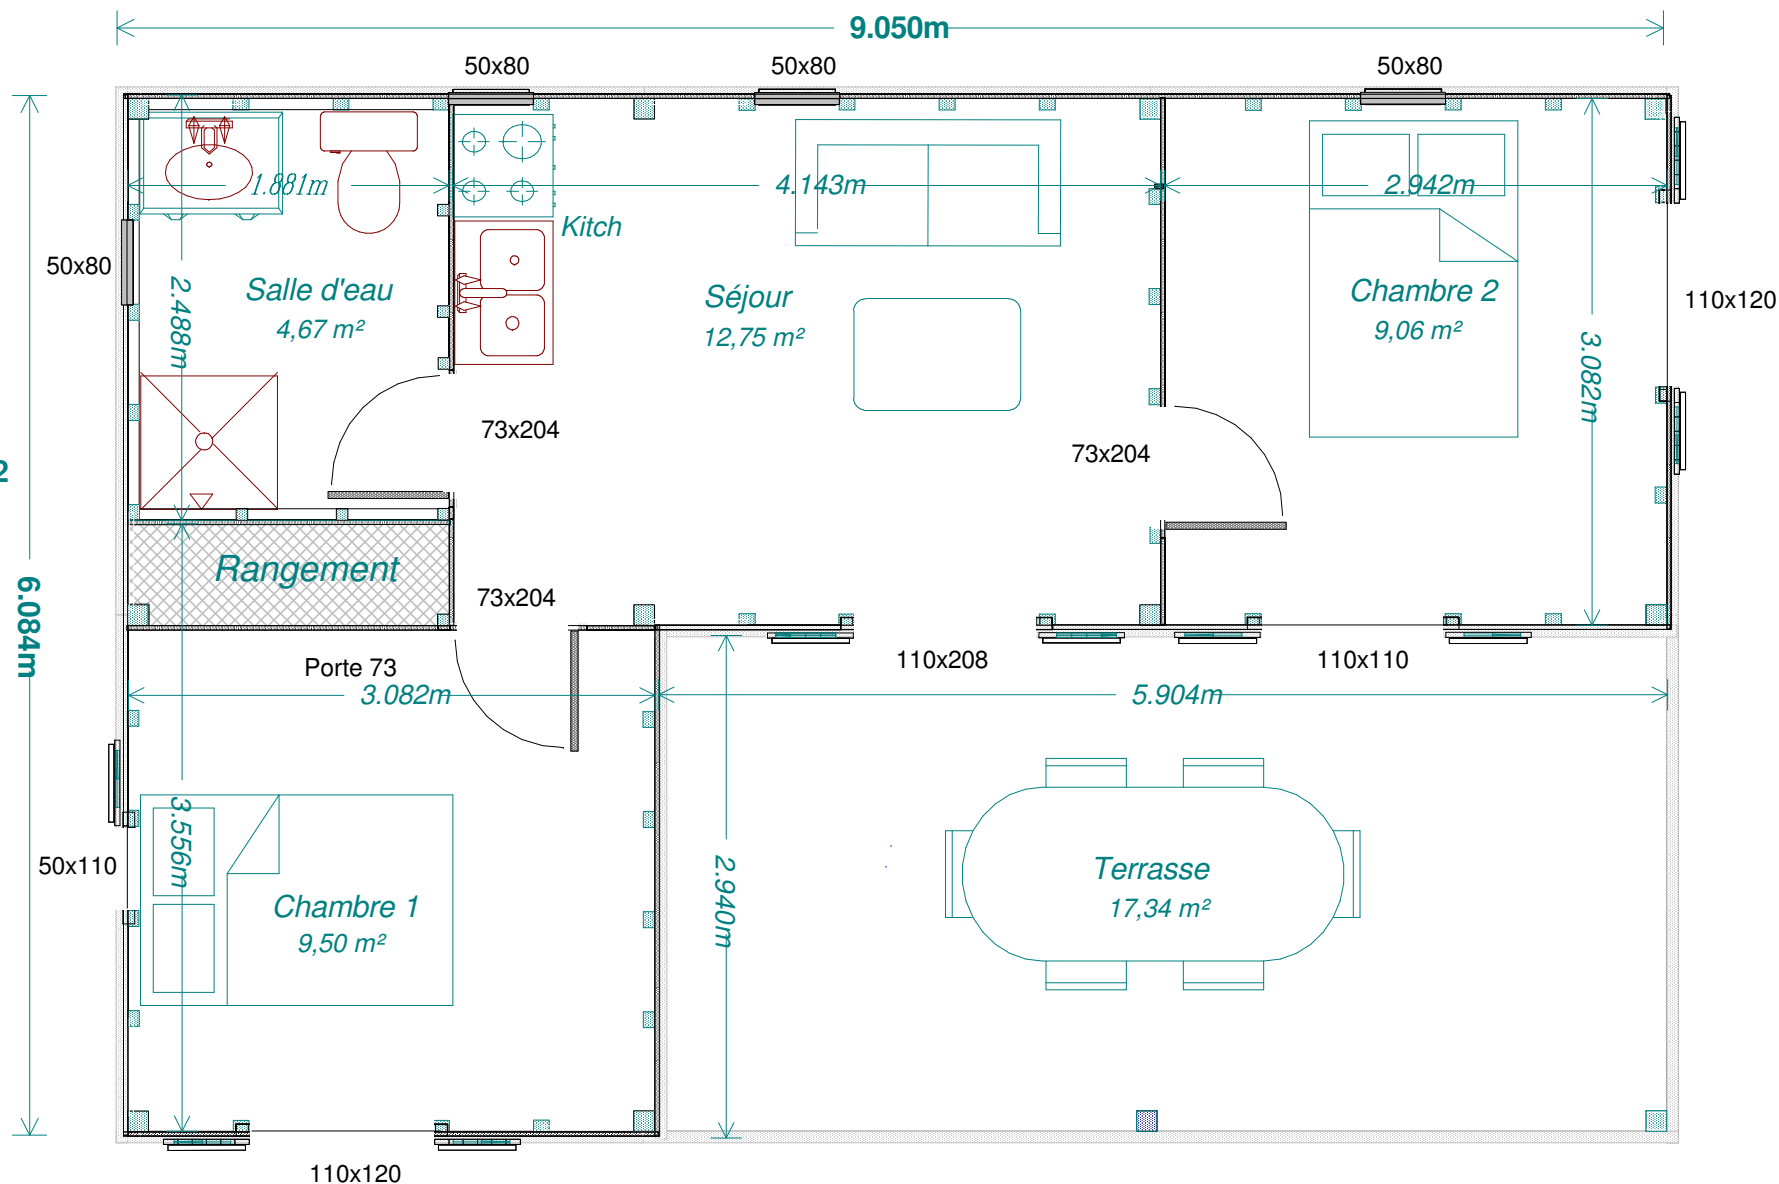 9.050m
50x80
50x80
50x80
1.881m
4.143m
2.942m
Kitch
50x80
Salle d'eau
4,67 m²
2.488m
Séjour
12,75 m²
Chambre 2
9,06 m²
110x120
3.082m
73x204
73x204
2
Rangement
73x204
6.084m
Porte 73
110x208
110x110
3.082m
5.904m
50x110
3.556m
Chambre 1
9,50 m²
2.940m
Terrasse
17,34 m²
110x120